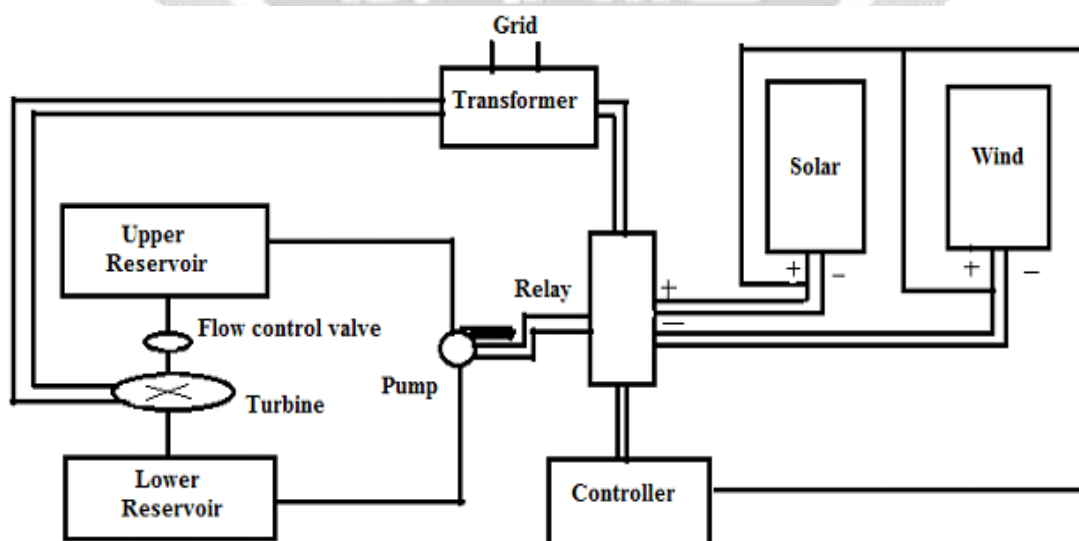 Grid
Transformer
Solar
Wind
Upper
Reservoir
+
−
+
−
Relay
+
−
Flow control valve
Pump
Turbine
Lower
Reservoir
Controller